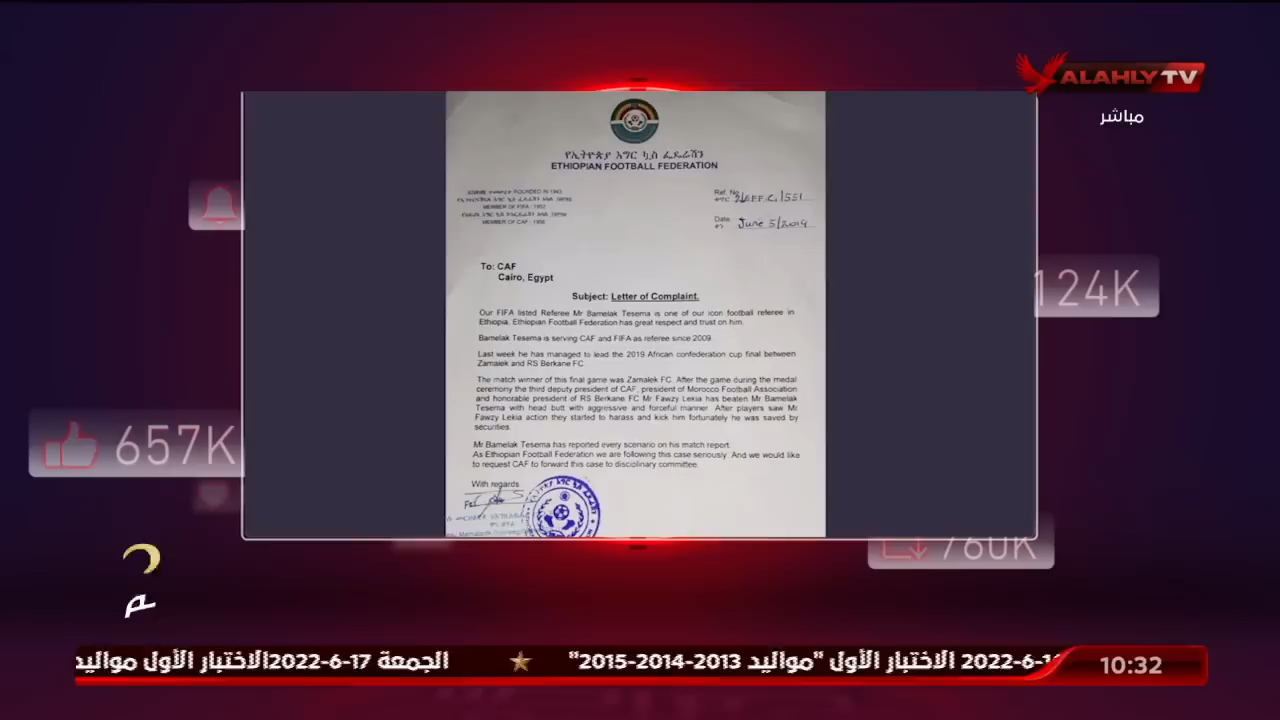 ALAHLY TV
مباشر
የኢትዮጵያ እግር ኳስ ፌዴሬሽን
ETHIOPIAN FOOTBALL FEDERATION
FOUNDED IN 1943
MEMBER OF FIFA - 1952
MEMBER OF CAF - 1956
Ref. No
Date
June 5/2019
To: CAF
Cairo, Egypt
Subject: Letter of Complaint.
Our FIFA listed Referee Mr Bamelak Tesema is one of our icon football referee in
Ethiopia. Ethiopian Football Federation has great respect and trust on him.
Bamelak Tesema is serving CAF and FIFA as referee since 2009
Last week he has managed to lead the 2019 African confederation cup final between
Zamalek and RS Berkane FC
The match winner of this final game was Zamalek FC. After the game during the medal
ceremony the third deputy president of CAF, president of Morocco Football Association
and honorable president of RS Berkane FC Mr Fawzy Lekia has beaten Mr Bamelak
Tesema with head butt with aggressive and forceful manner. After players saw Mr
Fawzy Lekia action they started to harass and kick him fortunately he was saved by
securities.
Mr Bamelak Tesema has reported every scenario on his match report.
As Ethiopian Football Federation we are following this case seriously. And we would like
to request CAF to forward this case to disciplinary committee.
With regards
124K
657K
760K
2022-6-16 الاختبار الأول "مواليد 2013-2014-2015"
الجمعة 17-6-2022الاختبار الأول مواليد
10:32